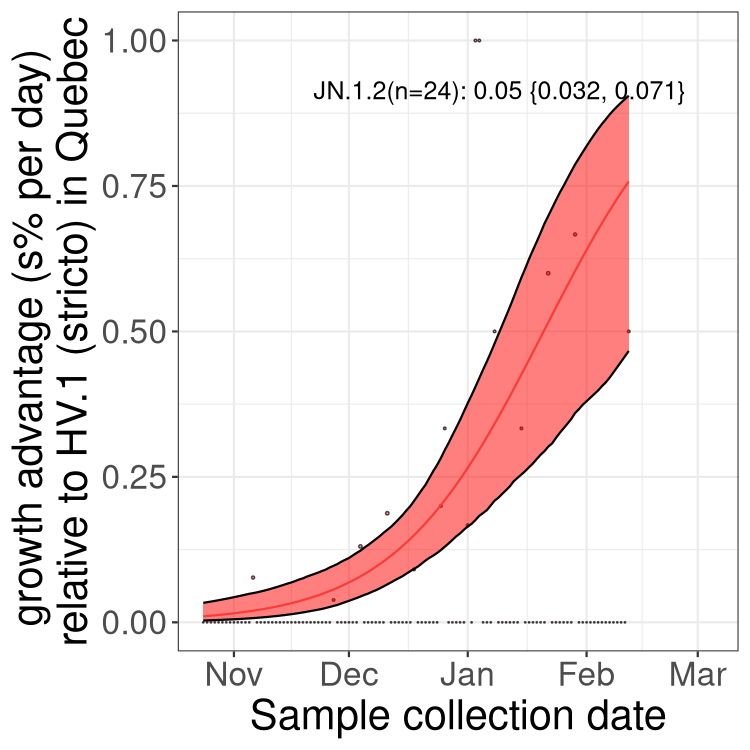 growth advantage (s% per day)
relative to HV.1 (stricto) in Quebec
1.00
0.75
0.50
0.25
0.00
JN.1.2(n=24): 0.05 {0.032, 0.071}
Nov Dec Jan Feb Mar
Sample collection date